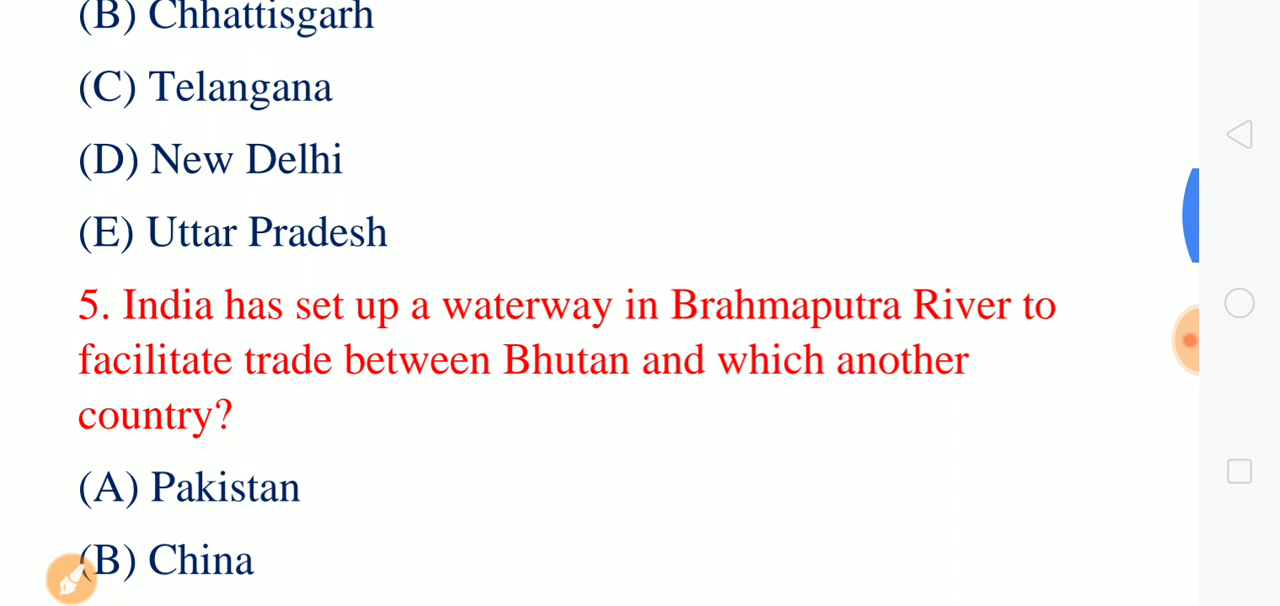 (B) Chhattisgarh
(C) Telangana
(D) New Delhi
(E) Uttar Pradesh
5. India has set up a waterway in Brahmaputra River to
facilitate trade between Bhutan and which another
country?
(A) Pakistan
(B) China